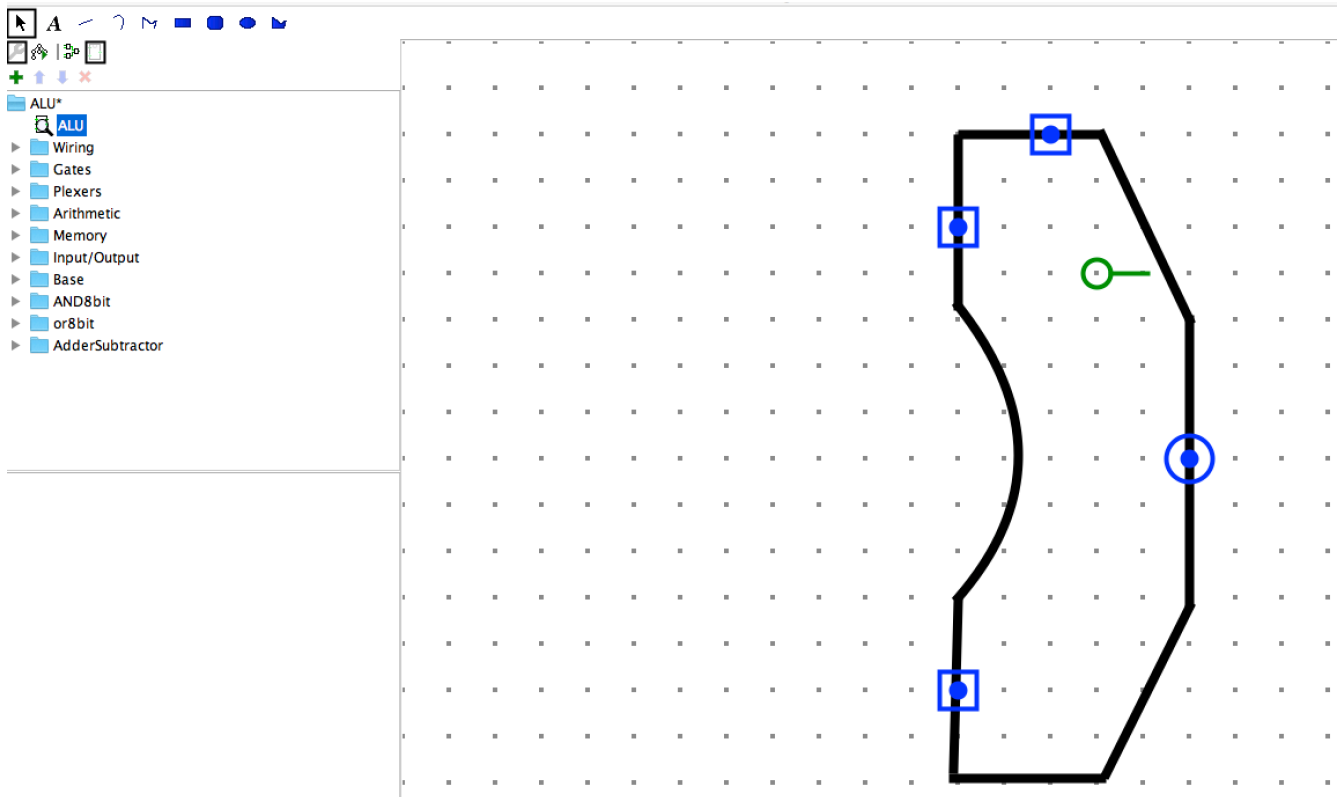 A
ALU*
ALU
Wiring
Gates
Plexers
Arithmetic
Memory
Input/Output
Base
AND8bit
or8bit
AdderSubtractor